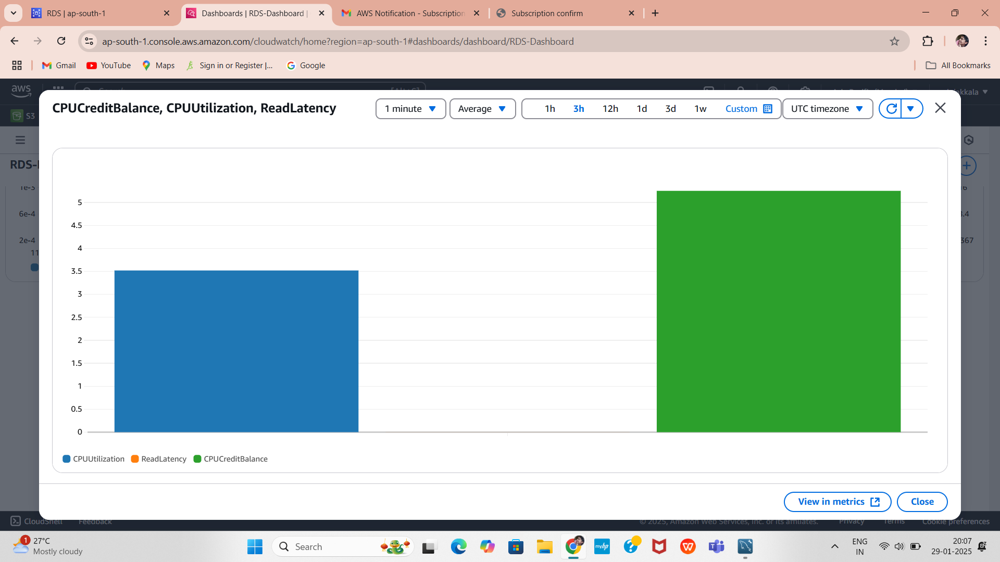 RDS | ap-south-1
Dashboards | RDS-Dashboard |
AWS Notification - Subscription
Subscription confirm
ap-south-1.console.aws.amazon.com/cloudwatch/home?region=ap-south-1#dashboards/dashboard/RDS-Dashboard
Gmail
YouTube
Maps
Sign in or Register |...
Google
All Bookmarks
aws
kkala
S3
CPUCreditBalance, CPUUtilization, ReadLatency
1 minute
Average
1h
3h
12h
1d
3d
1w
Custom
UTC timezone
RDS-
1e-3
6e-4
2e-4
11
.4
367
5
4.5
4
3.5
3
2.5
2
1.5
1
0.5
0
CPUUtilization
ReadLatency
CPUCreditBalance
View in metrics
Close
CloudShell
Feedback
© 2025, Amazon Web Services, Inc. or its affiliates.
Privacy
Terms
Cookie preferences
1
27°C
Mostly cloudy
Search
myhp
ENG
IN
20:07
29-01-2025